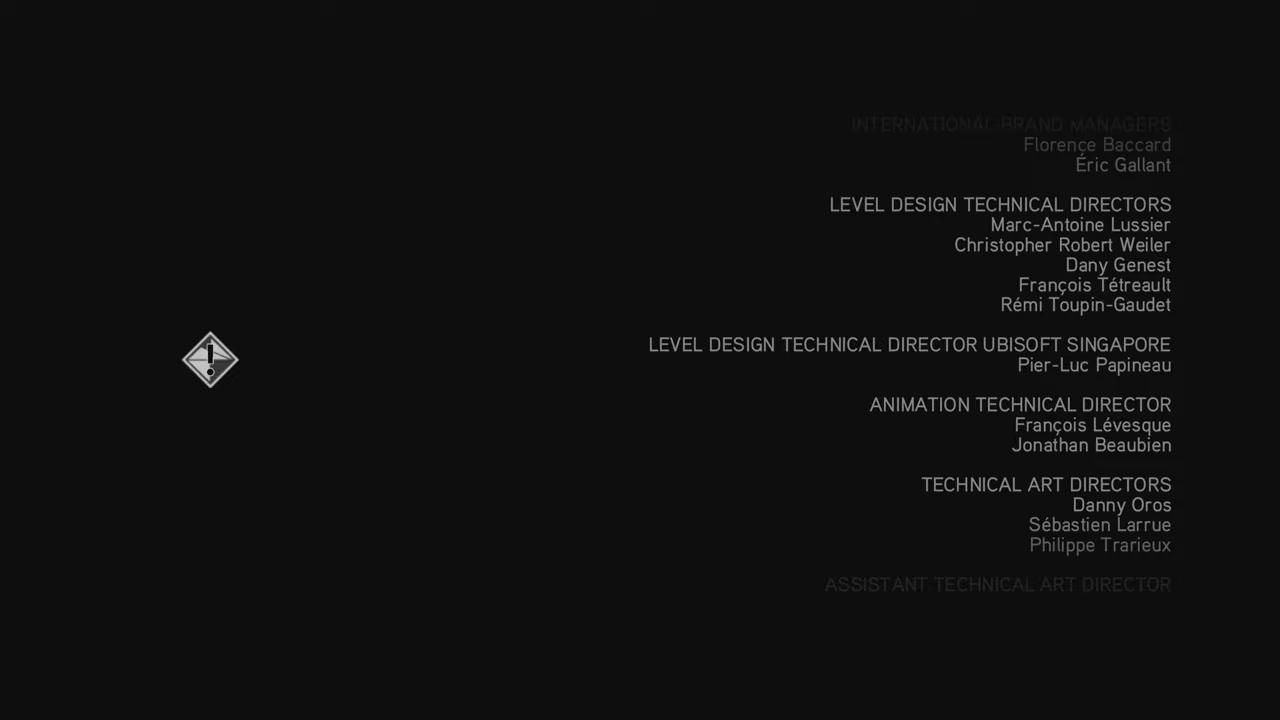 INTERNATIONAL BRAND MANAGERS
Florence Baccard
Éric Gallant
LEVEL DESIGN TECHNICAL DIRECTORS
Marc-Antoine Lussier
Christopher Robert Weiler
Dany Genest
François Tétreault
Rémi Toupin-Gaudet
LEVEL DESIGN TECHNICAL DIRECTOR UBISOFT SINGAPORE
Pier-Luc Papineau
ANIMATION TECHNICAL DIRECTOR
François Lévesque
Jonathan Beaubien
TECHNICAL ART DIRECTORS
Danny Oros
Sébastien Larrue
Philippe Trarieux
ASSISTANT TECHNICAL ART DIRECTOR